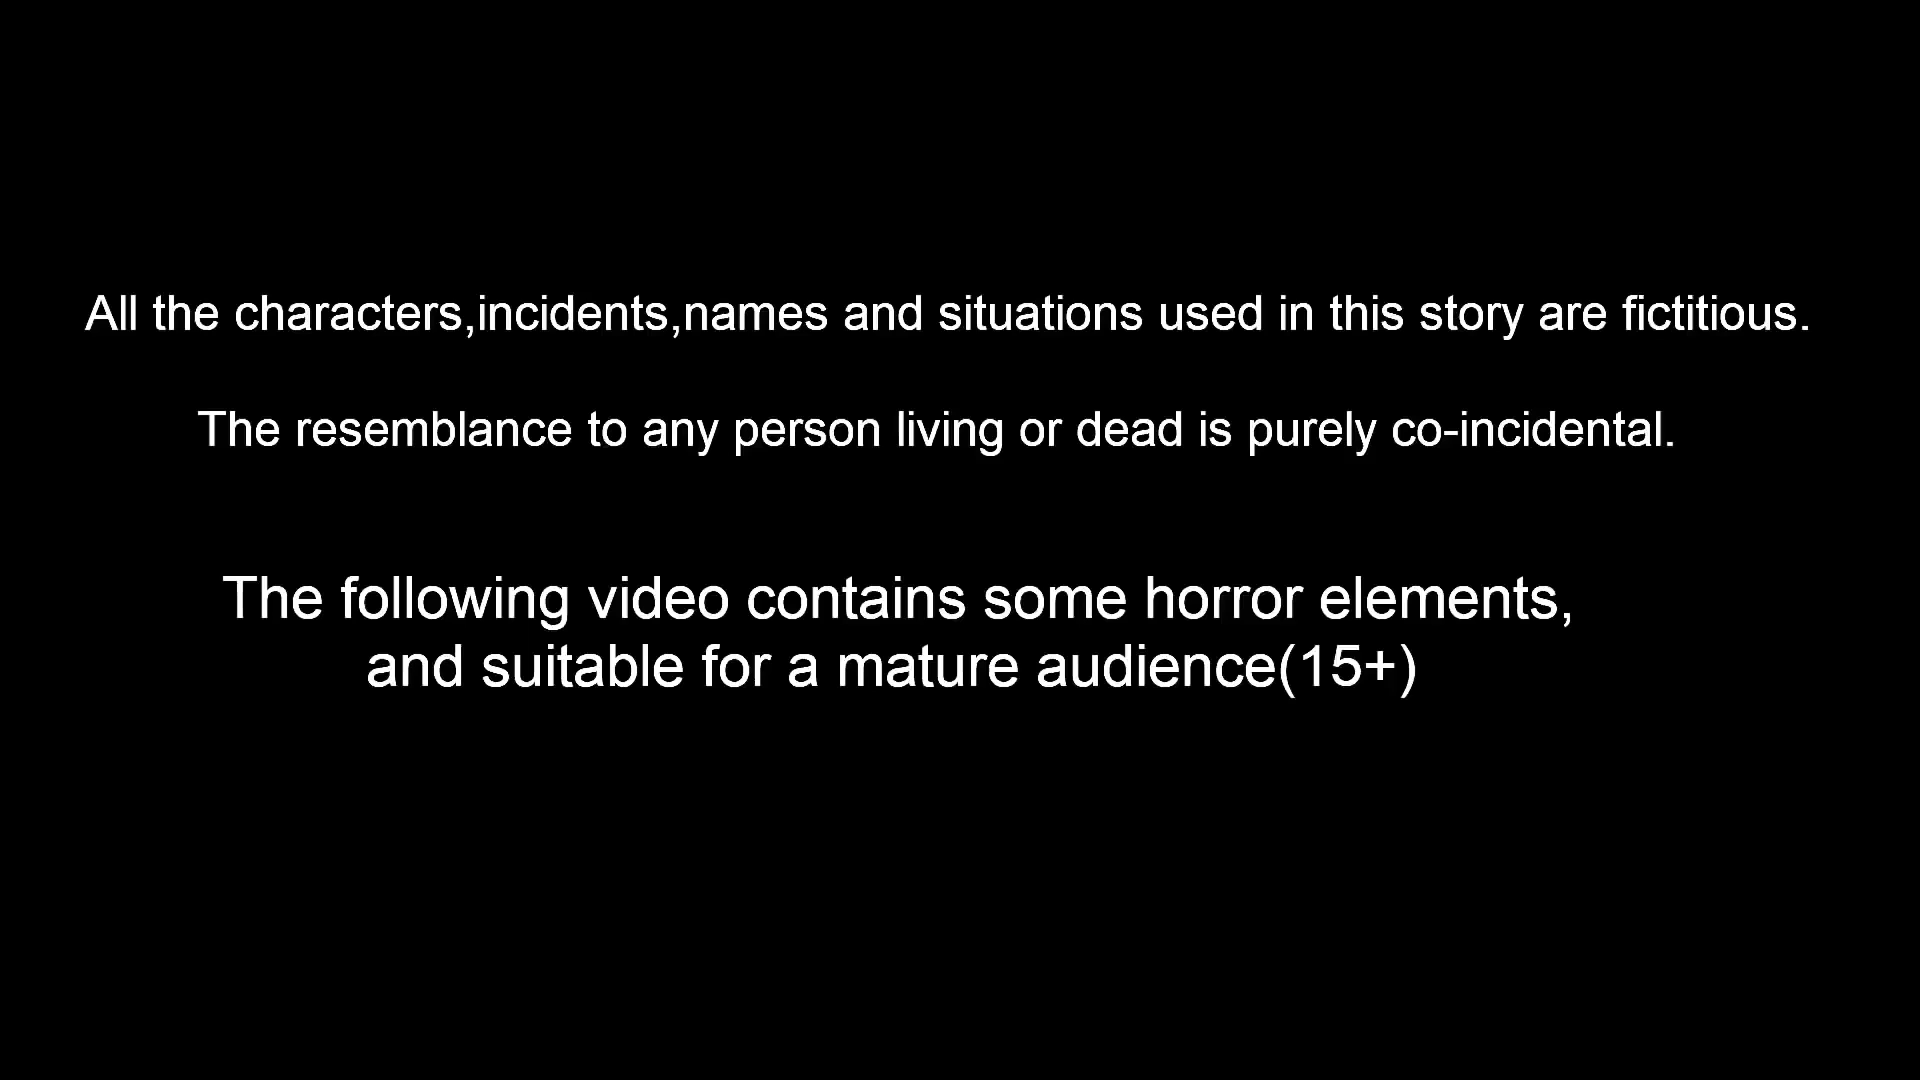 All the characters,incidents,names and situations used in this story are fictitious.
The resemblance to any person living or dead is purely co-incidental.
The following video contains some horror elements,
and suitable for a mature audience(15+)